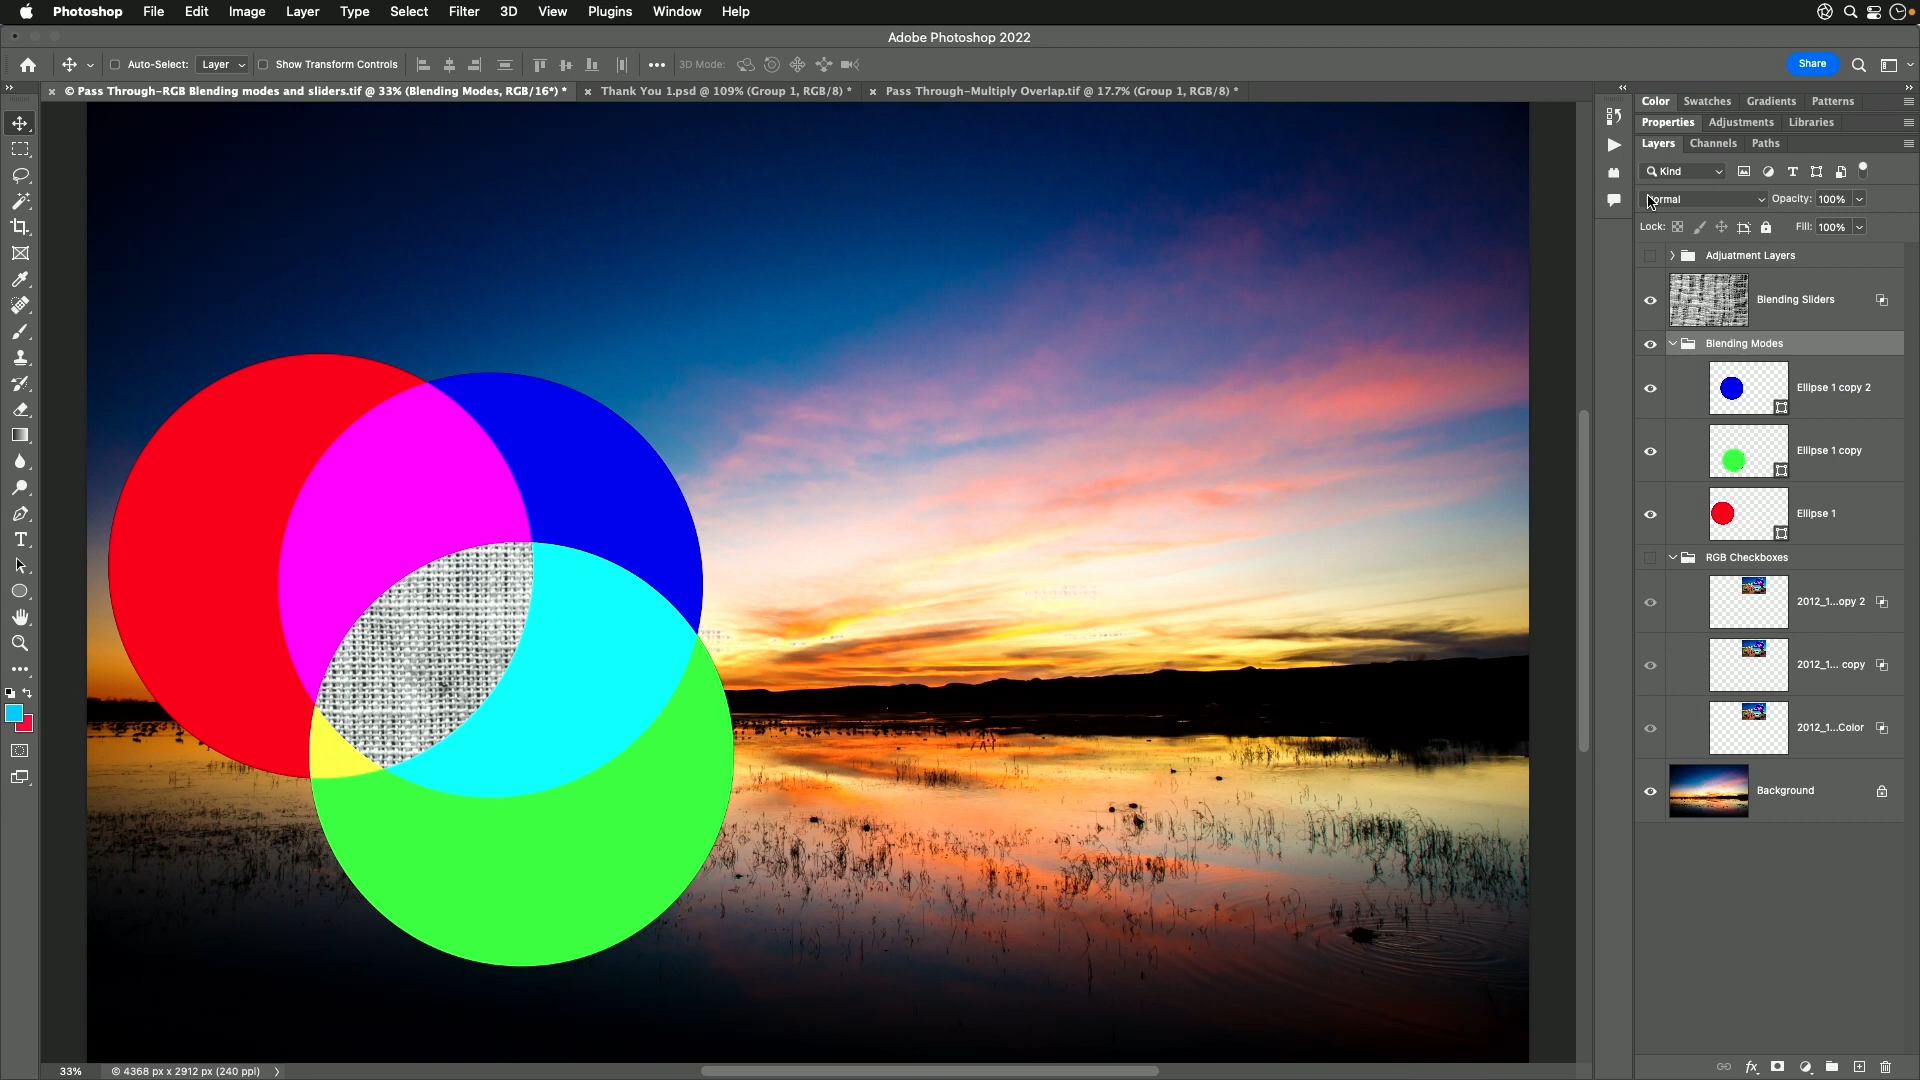 Photoshop File Edit Image Layer Type Select Filter 3D View Plugins Window Help
Adobe Photoshop 2022
Auto-Select: Layer Show Transform Controls 3D Mode: Share
© Pass Through-RGB Blending modes and sliders.tif @ 33% (Blending Modes, RGB/16*) *
Thank You 1.psd @ 109% (Group 1, RGB/8) *
Pass Through-Multiply Overlap.tif @ 17.7% (Group 1, RGB/8) *
Color Swatches Gradients Patterns
Properties Adjustments Libraries
Layers Channels Paths
Kind
ormal Opacity: 100%
Lock: Fill: 100%
Adjuatment Layers
Blending Sliders
Blending Modes
Ellipse 1 copy 2
Ellipse 1 copy
Ellipse 1
RGB Checkboxes
2012_1...opy 2
2012_1... copy
2012_1...Color
Background
33% © 4368 px x 2912 px (240 ppi)